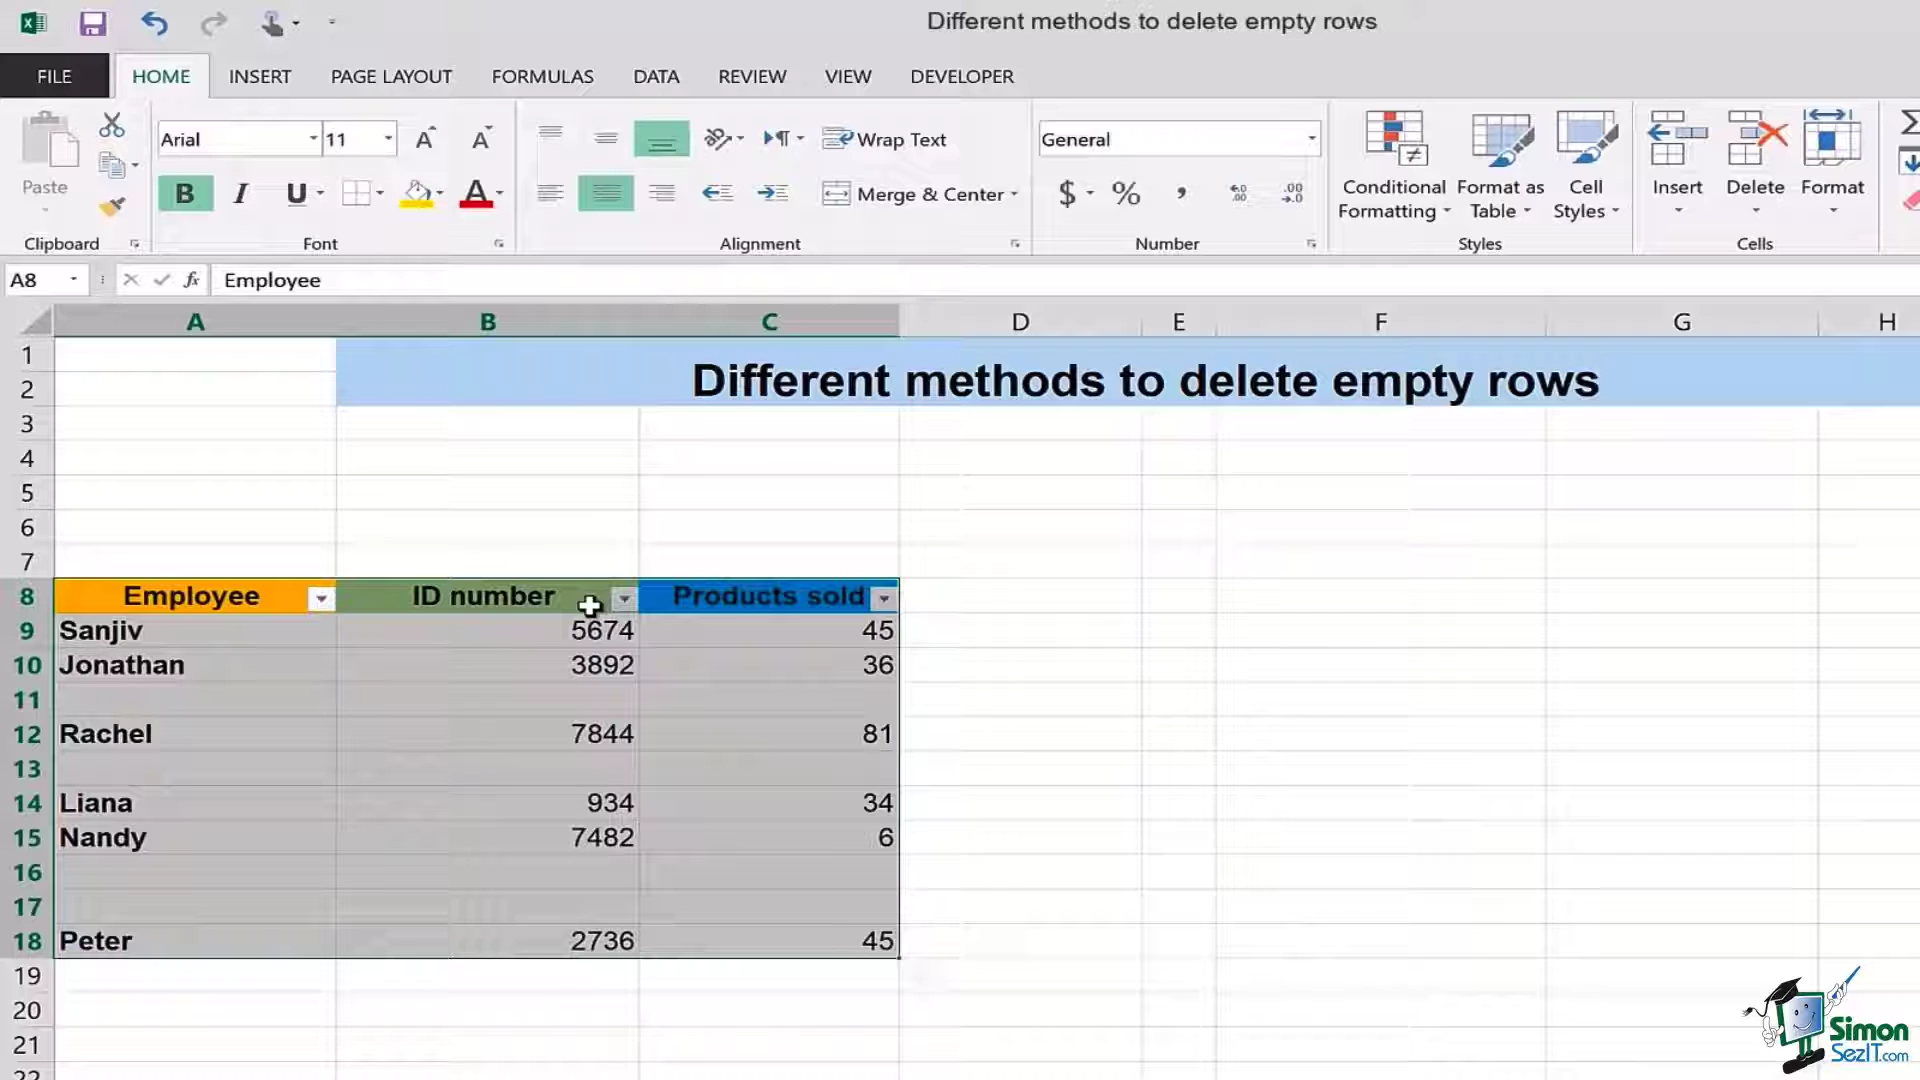 Different methods to delete empty rows
FILE HOME INSERT PAGE LAYOUT FORMULAS DATA REVIEW VIEW DEVELOPER
Paste
Clipboard
Arial 11
B I U A
Font
Wrap Text
Merge & Center
Alignment
General
$ % ,
Number
Conditional Formatting
Format as Table
Cell Styles
Styles
Insert Delete Format
Cells
A8 fx Employee
A B C D E F G H
1
2 Different methods to delete empty rows
3
4
5
6
7
8 Employee ID number Products sold
9 Sanjiv 5674 45
10 Jonathan 3892 36
11
12 Rachel 7844 81
13
14 Liana 934 34
15 Nandy 7482 6
16
17
18 Peter 2736 45
19
20
21
22
Simon
SezIT.com